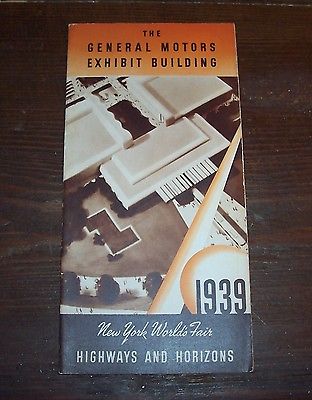 THE
GENERAL MOTORS
EXHIBIT BUILDING
1939
New York World's Fair
HIGHWAYS AND HORIZONS